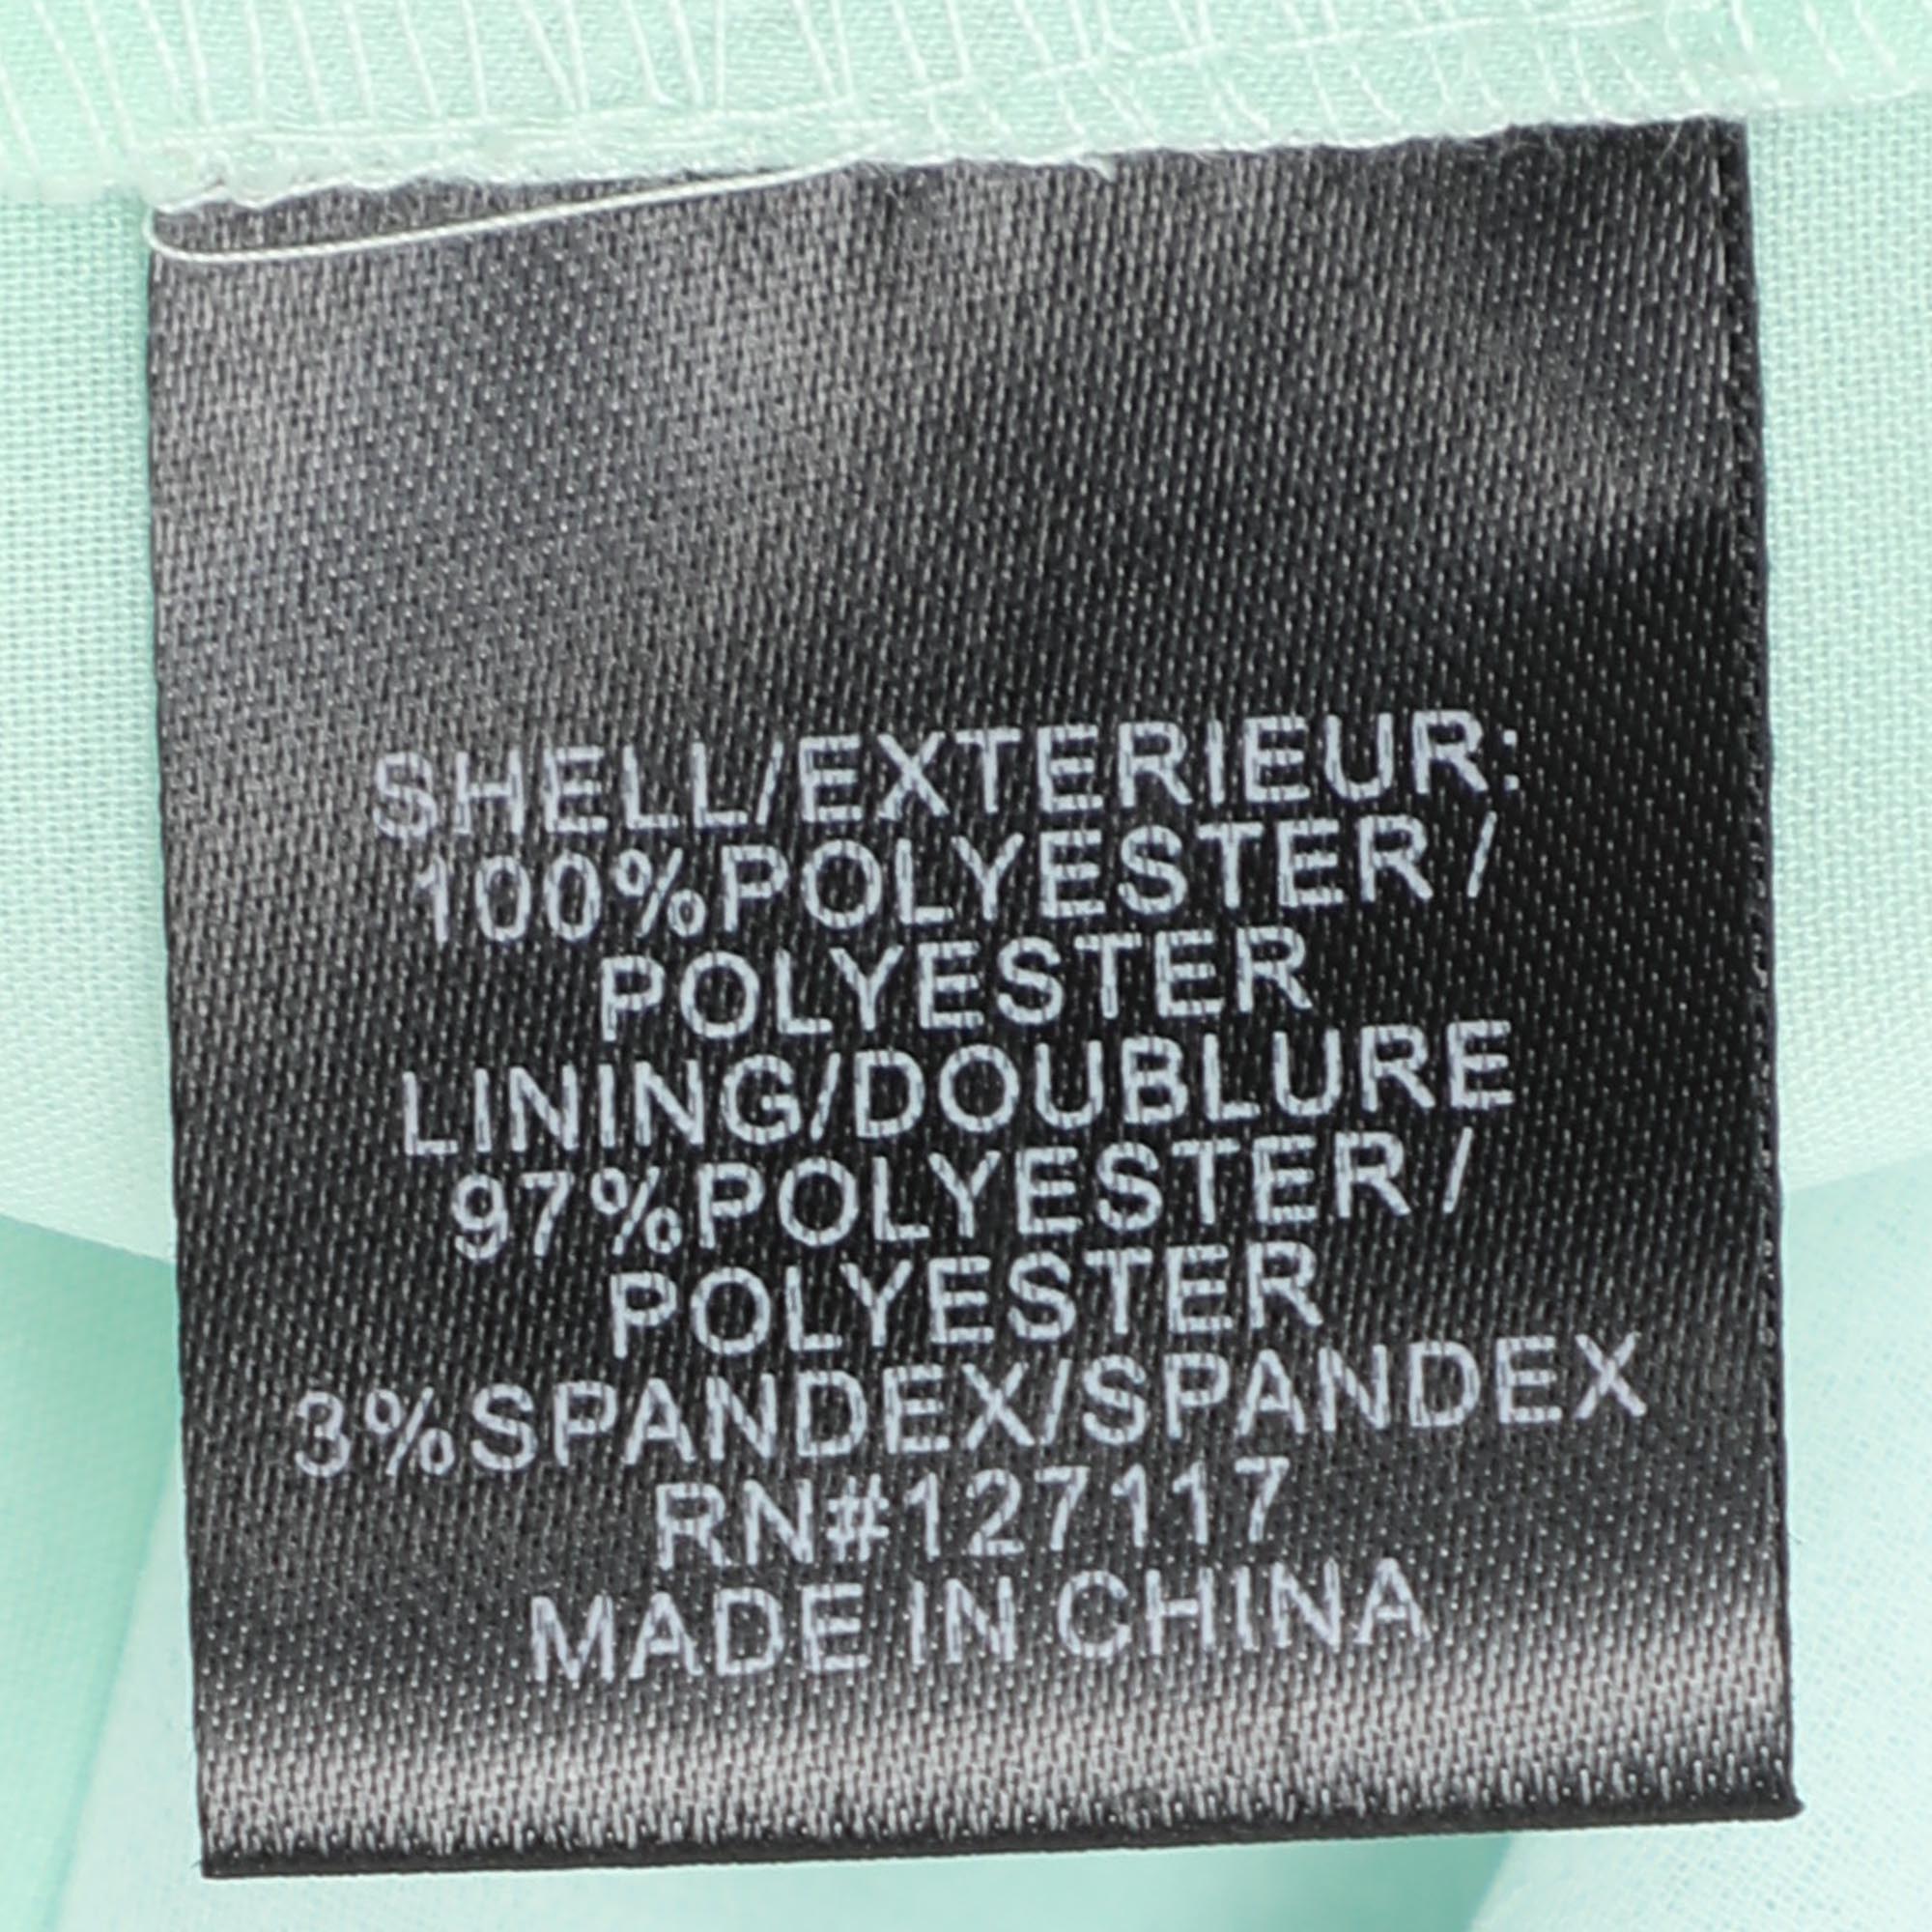 SHELL/EXTERIEUR:
100%POLYESTER /
POLYESTER
LINING/DOUBLURE
97%POLYESTER /
POLYESTER
3%SPANDEX/SPANDEX
RN#127117
MADE IN CHINA